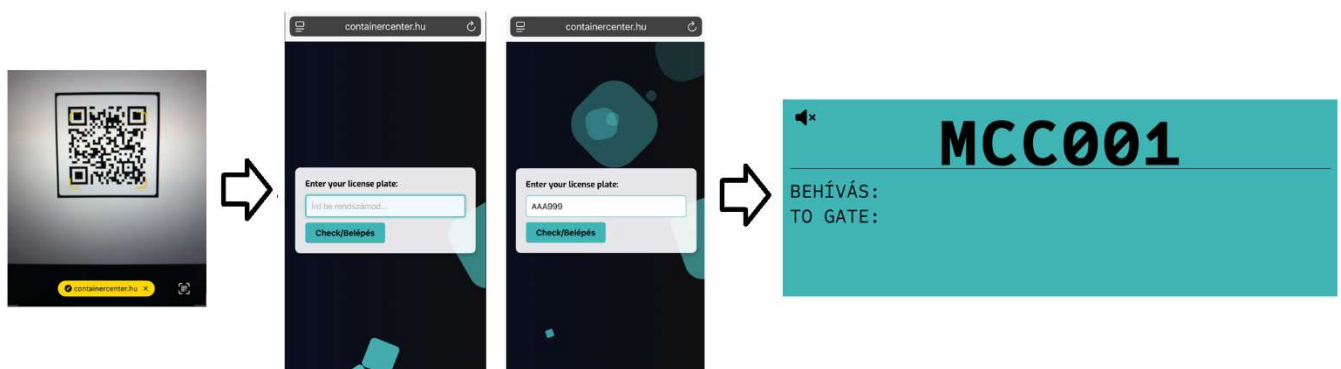 containercenter.hu
containercenter.hu
Enter your license plate:
Írd be rendszámod...
Check/Belépés
containercenter.hu
Enter your license plate:
AAA999
Check/Belépés
MCC001
BEHÍVÁS:
TO GATE: